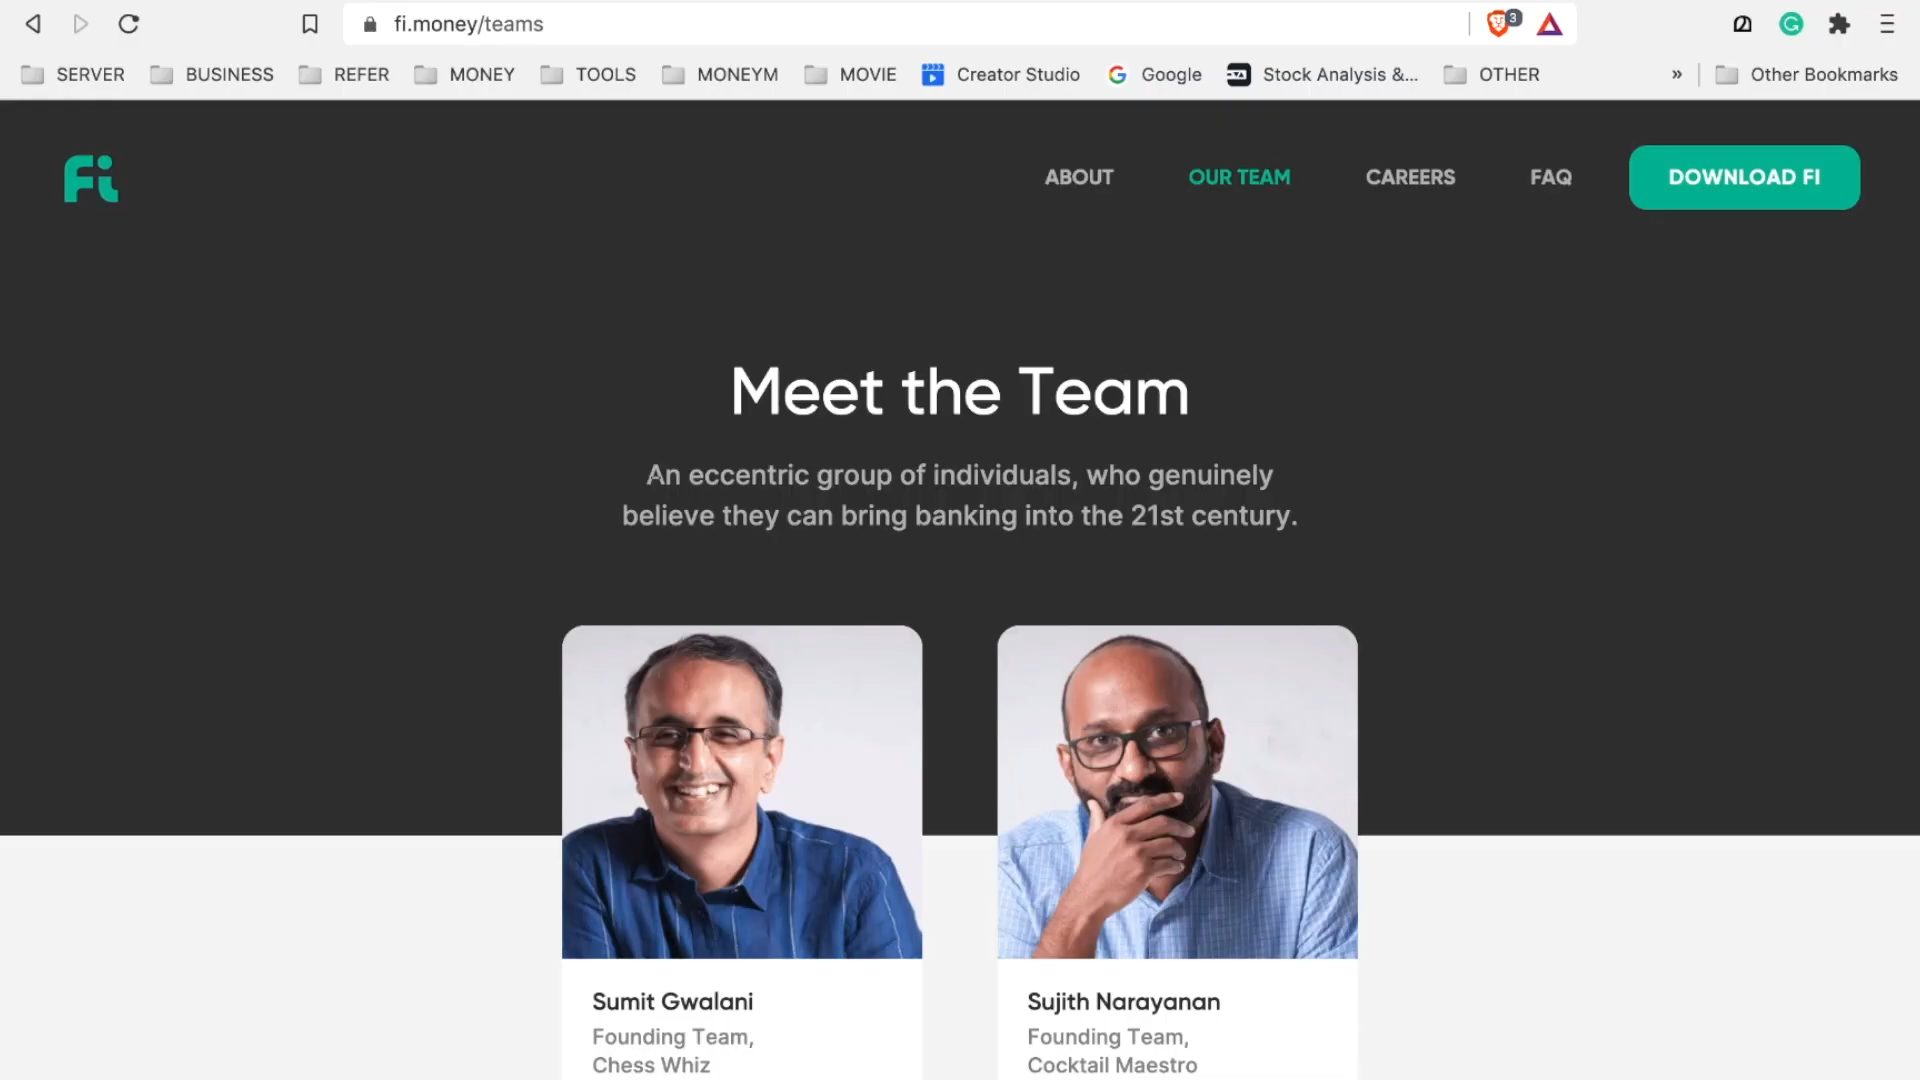 fi.money/teams
3
SERVER BUSINESS REFER MONEY TOOLS MONEYM MOVIE Creator Studio Google Stock Analysis &... OTHER » Other Bookmarks
Fi ABOUT OUR TEAM CAREERS FAQ DOWNLOAD FI
Meet the Team
An eccentric group of individuals, who genuinely
believe they can bring banking into the 21st century.
Sumit Gwalani
Founding Team,
Chess Whiz
Sujith Narayanan
Founding Team,
Cocktail Maestro